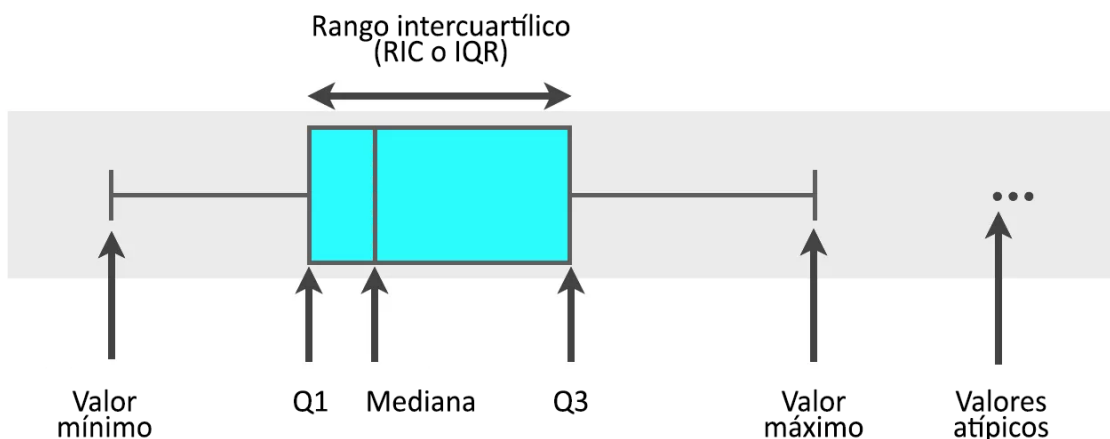 Rango intercuartílico
(RIC o IQR)
Valor
mínimo
Q1
Mediana
Q3
Valor
máximo
Valores
atípicos